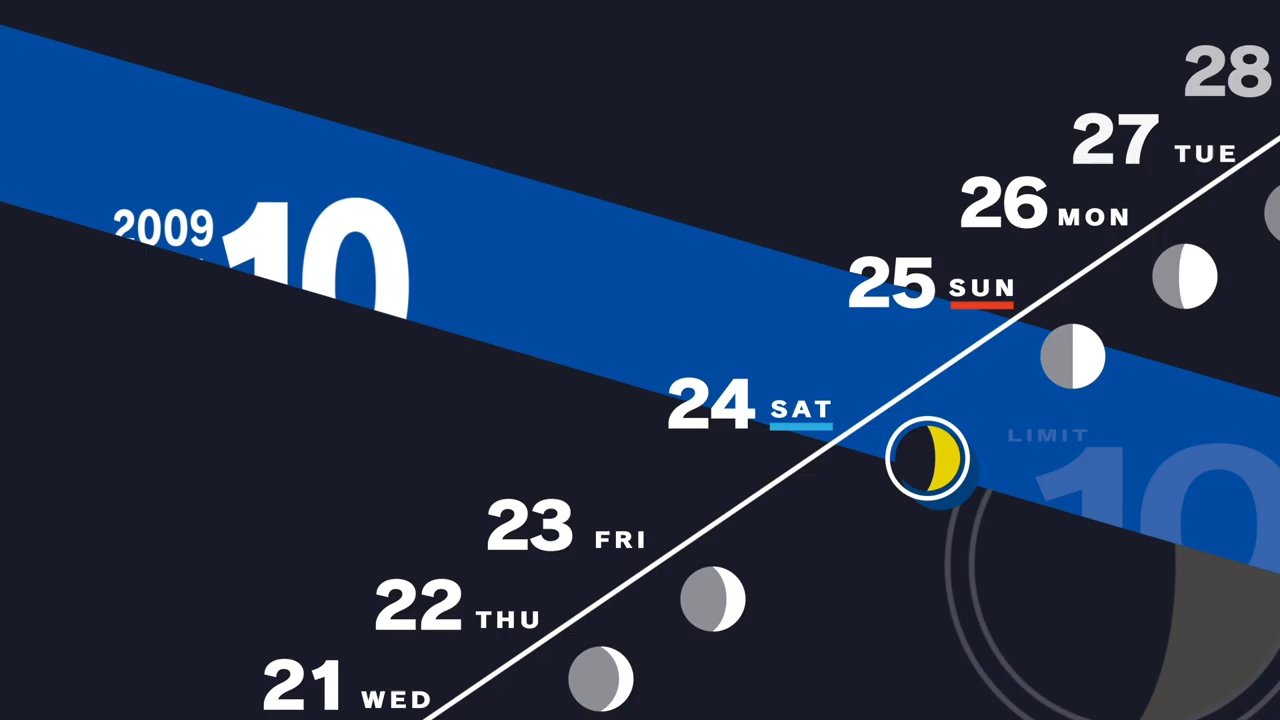 28
27 TUE
26 MON
2009
10
25 SUN
24 SAT
LIMIT
10
23 FRI
22 THU
21 WED